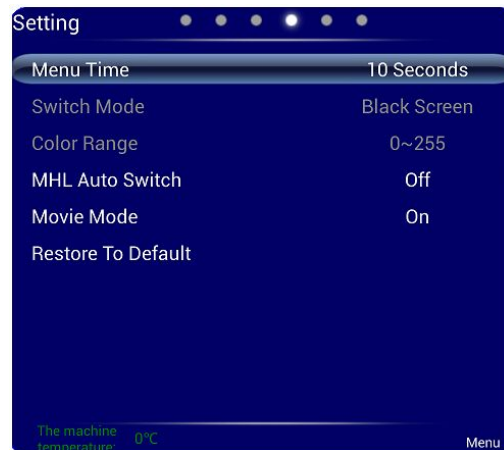 Setting
Menu Time 10 Seconds
Switch Mode Black Screen
Color Range 0~255
MHL Auto Switch Off
Movie Mode On
Restore To Default
The machine
temperature: 0℃
Menu